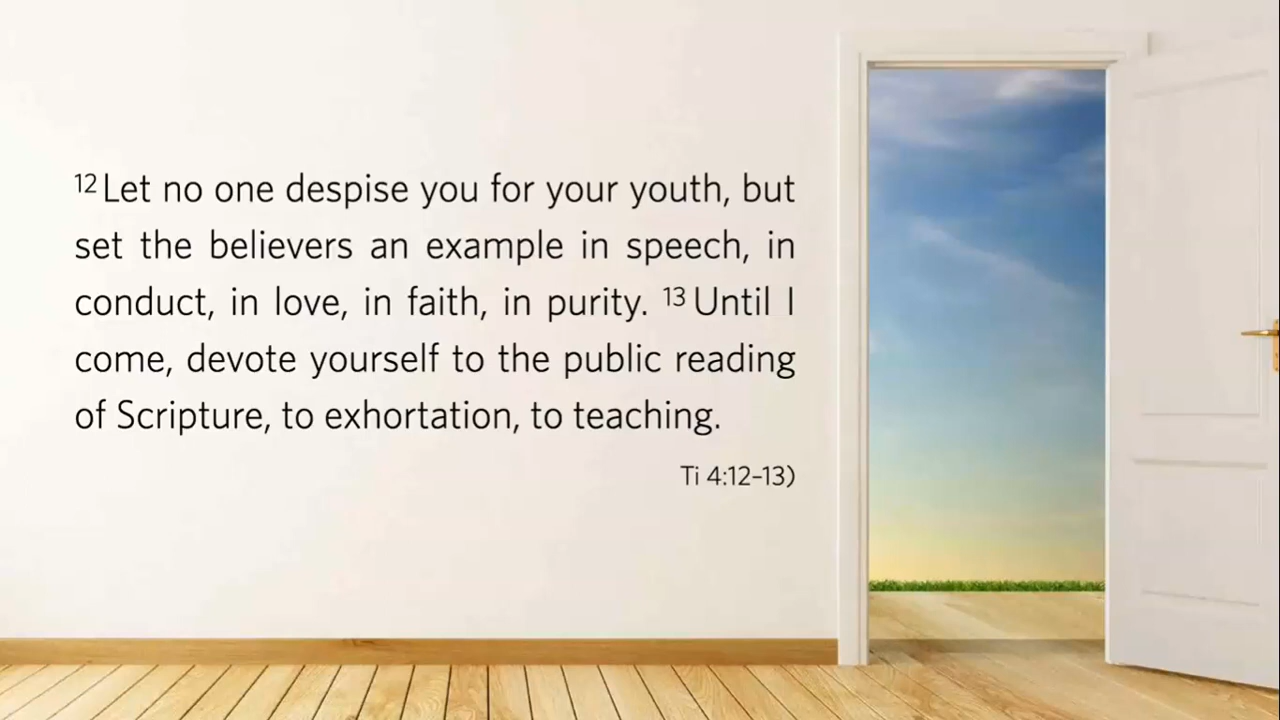 12 Let no one despise you for your youth, but
set the believers an example in speech, in
conduct, in love, in faith, in purity. 13 Until I
come, devote yourself to the public reading
of Scripture, to exhortation, to teaching.
Ti 4:12–13)